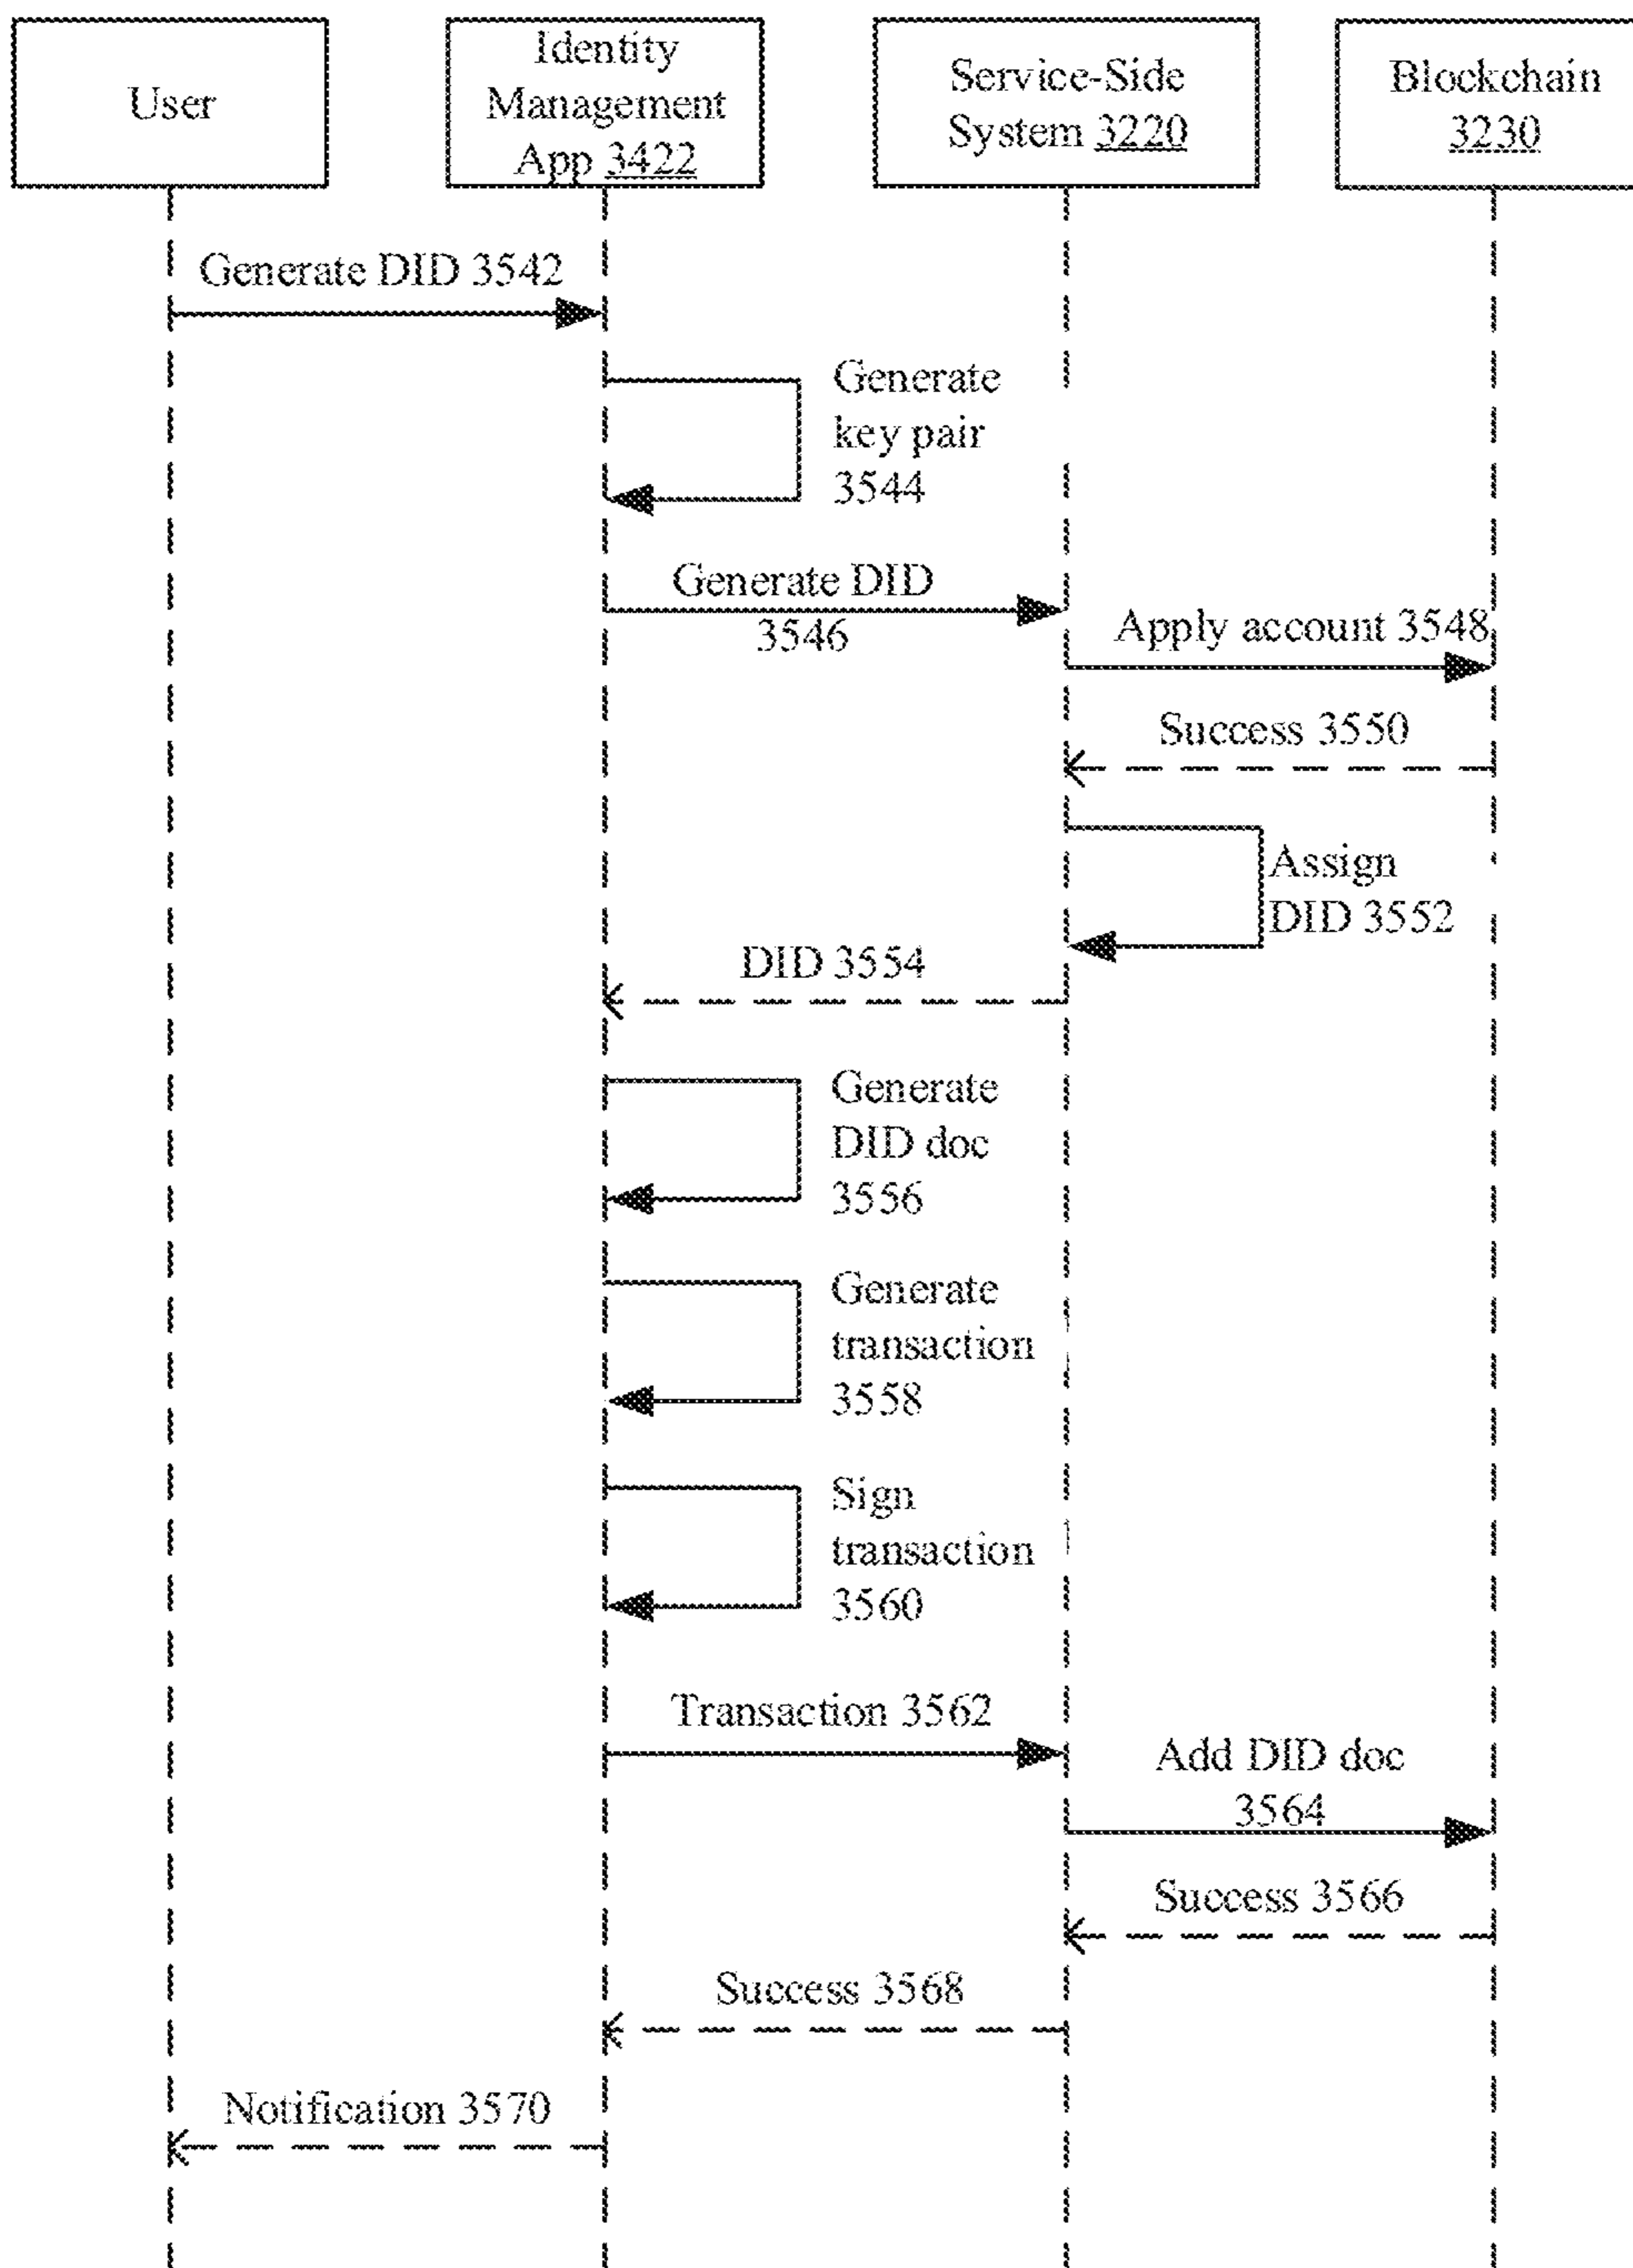 User
Identity
Management
App 3422
Service-Side
System 3220
Blockchain
3230
Generate DID 3542
Generate
key pair
3544
Generate DID
3546
Apply account 3548
Success 3550
Assign
DID 3552
DID 3554
Generate
DID doc
3556
Generate
transaction
3558
Sign
transaction
3560
Transaction 3562
Add DID doc
3564
Success 3566
Success 3568
Notification 3570